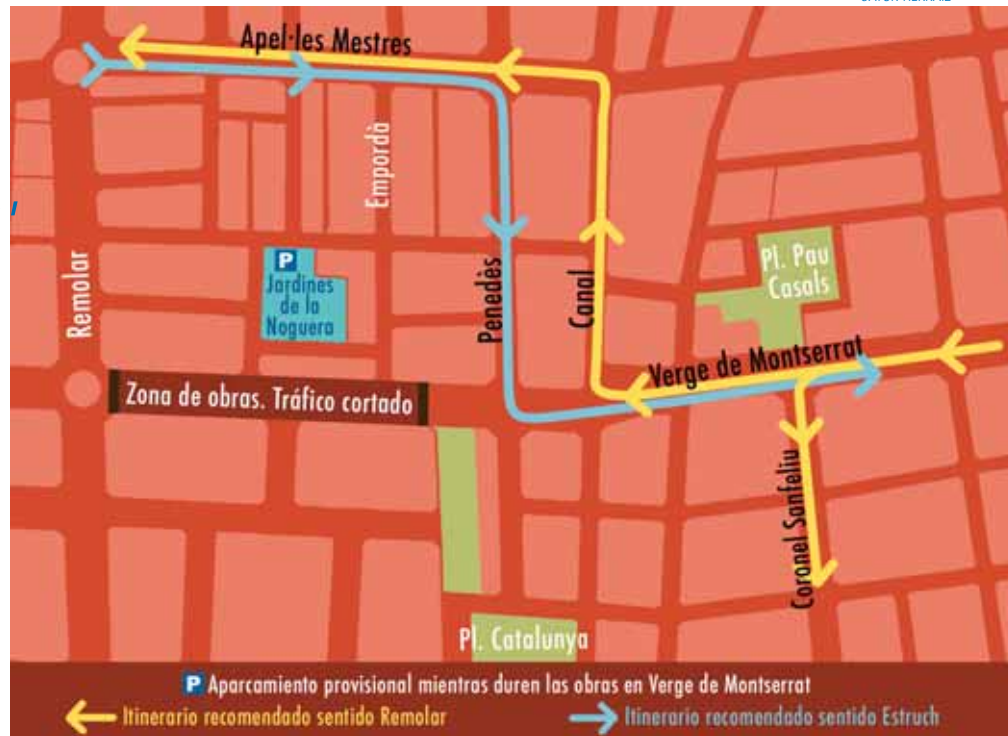 Apel·les Mestres
Empordà
Remolar
P
Jardines
de la
Noguera
Penedès
Canal
Pl. Pau
Casals
Verge de Montserrat
Zona de obras. Tráfico cortado
Coronel Sanfeliu
Pl. Catalunya
P Aparcamiento provisional mientras duren las obras en Verge de Montserrat
Itinerario recomendado sentido Remolar
Itinerario recomendado sentido Estruch